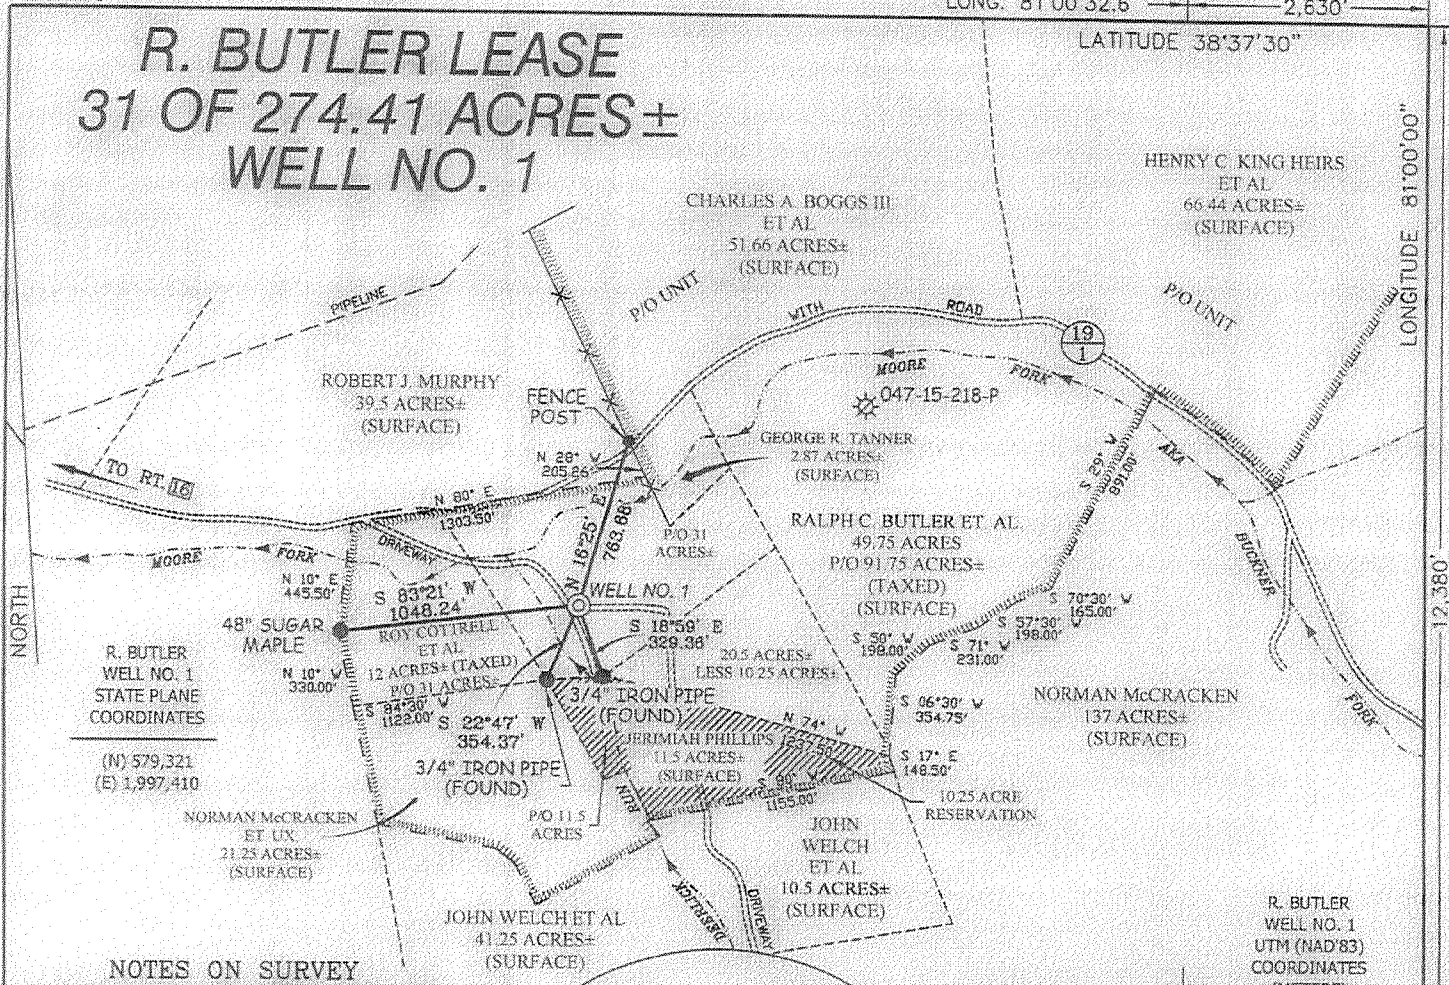 LONG. 81°00'32.6
2,630'
LATITUDE 38°37'30"
R. BUTLER LEASE
31 OF 274.41 ACRES±
WELL NO. 1
HENRY C. KING HEIRS
ET AL
66.44 ACRES±
(SURFACE)
LONGITUDE 81°00'00"
CHARLES A. BOGGS III
ET AL
51.66 ACRES±
(SURFACE)
P/O UNIT
P/O UNIT
PIPELINE
WITH ROAD
19
1
MOORE FORK
047-15-218-P
ROBERT J. MURPHY
39.5 ACRES±
(SURFACE)
FENCE
POST
GEORGE R. TANNER
2.87 ACRES±
(SURFACE)
N 28° W
205.26
TO RT. 16
N 80° E
1303.50'
N 16°25' E
763.88'
S 29° W
891.00'
AKA
BUCKNER
FORK
RALPH C. BUTLER ET AL
49.75 ACRES
P/O 91.75 ACRES±
(TAXED)
(SURFACE)
P/O 31
ACRES±
MOORE FORK
DRIVEWAY
NORTH
12,380'
N 10° E
445.50'
S 83°21' W
1048.24'
WELL NO. 1
48" SUGAR
MAPLE
ROY COTTRELL
ET AL
12 ACRES± (TAXED)
P/O 31 ACRES±
S 18°59' E
329.36'
S 70°30' W
165.00'
S 57°30' W
198.00'
S 71° W
231.00'
S 50° W
198.00'
20.5 ACRES±
LESS 10.25 ACRES±
R. BUTLER
WELL NO. 1
STATE PLANE
COORDINATES
(N) 579,321
(E) 1,997,410
N 10° W
330.00'
S 84°30' W
1122.00'
S 22°47' W
354.37'
3/4" IRON PIPE
(FOUND)
3/4" IRON PIPE
(FOUND)
N 74° W
1237.50'
S 06°30' W
354.75'
NORMAN McCRACKEN
137 ACRES±
(SURFACE)
JERIMIAH PHILLIPS
11.5 ACRES±
(SURFACE)
S 17° E
148.50'
1155.00'
10.25 ACRE
RESERVATION
NORMAN McCRACKEN
ET UX
21.25 ACRES±
(SURFACE)
P/O 11.5
ACRES
RUN
JOHN
WELCH
ET AL
10.5 ACRES±
(SURFACE)
DRIVEWAY
JOHN WELCH ET AL
41.25 ACRES±
(SURFACE)
R. BUTLER
WELL NO. 1
UTM (NAD'83)
COORDINATES
NOTES ON SURVEY